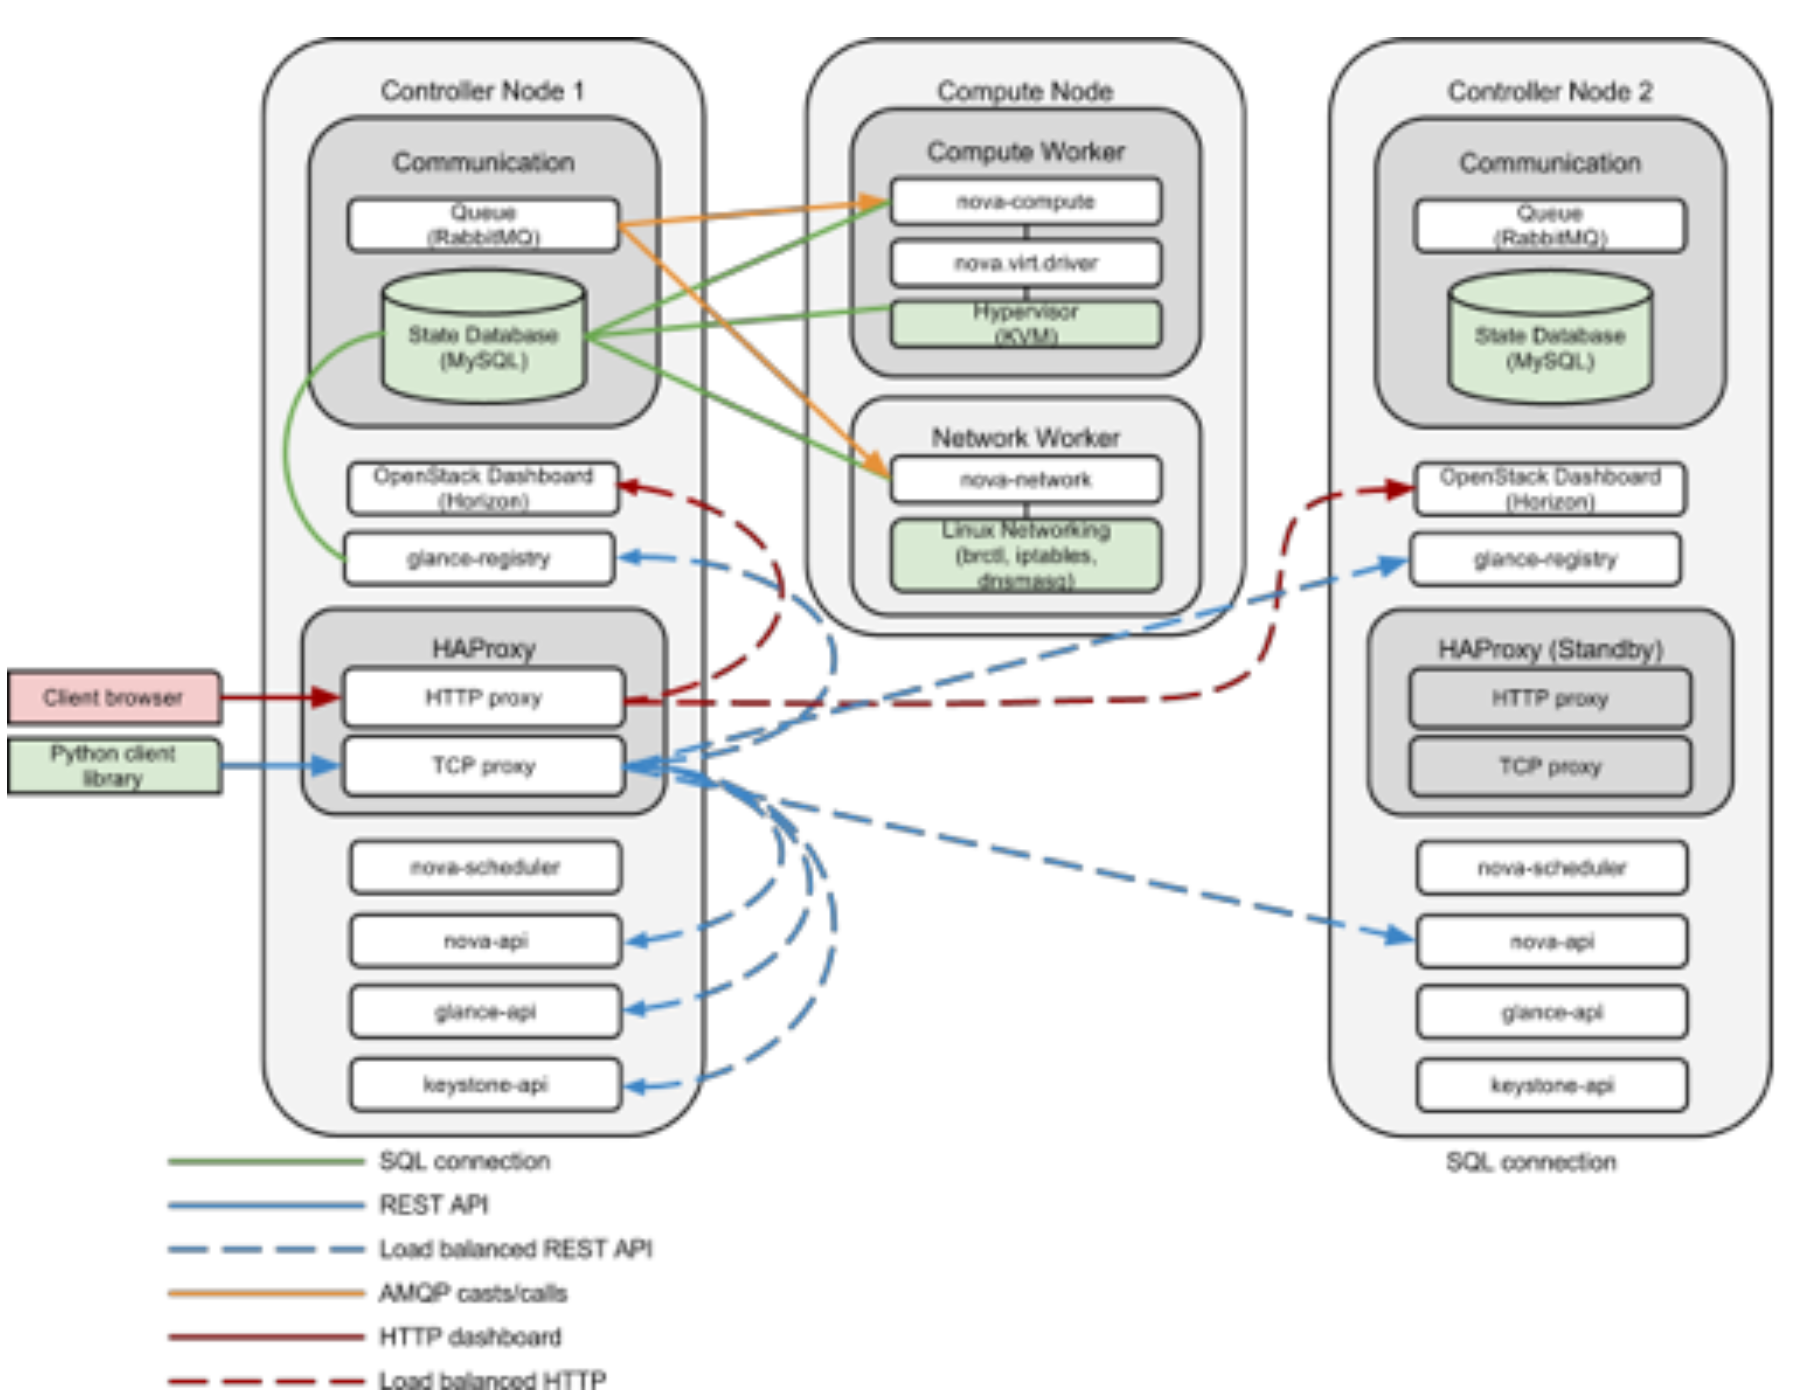 Controller Node 1
Communication
Queue
(RabbitMQ)
State Database
(MySQL)
OpenStack Dashboard
(Horizon)
glance-registry
HAProxy
HTTP proxy
TCP proxy
nova-scheduler
nova-api
glance-api
keystone-api
Client browser
Python client
library
Compute Node
Compute Worker
nova-compute
nova.virt.driver
Hypervisor
(KVM)
Network Worker
nova-network
Linux Networking
(brctl, iptables,
dnsmasq)
Controller Node 2
Communication
Queue
(RabbitMQ)
State Database
(MySQL)
OpenStack Dashboard
(Horizon)
glance-registry
HAProxy (Standby)
HTTP proxy
TCP proxy
nova-scheduler
nova-api
glance-api
keystone-api
SQL connection
SQL connection
REST API
Load balanced REST API
AMQP casts/calls
HTTP dashboard
Load balanced HTTP